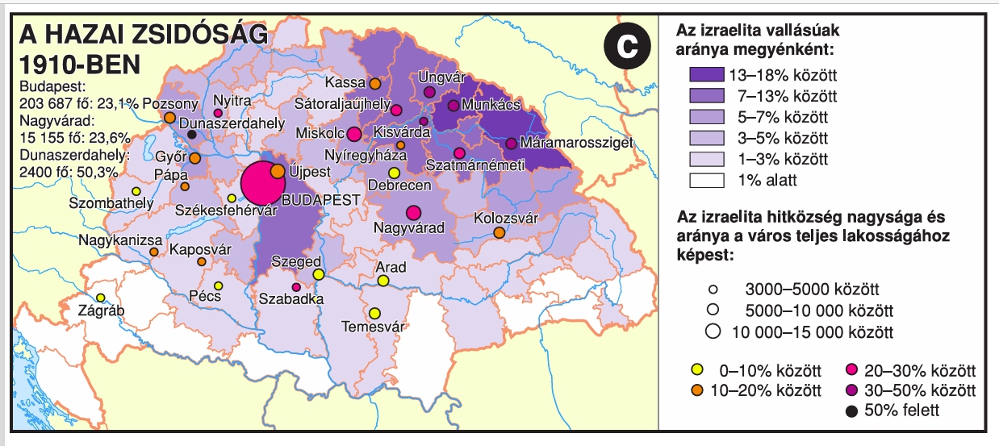 A HAZAI ZSIDÓSÁG
1910-BEN
Budapest:
203 687 fő: 23,1%
Nagyvárad:
15 155 fő: 23,6%
Dunaszerdahely:
2400 fő: 50,3%
C
Kassa
Ungvár
Pozsony
Nyitra
Sátoraljaújhely
Munkács
Dunaszerdahely
Miskolc
Kisvárda
Máramarossziget
Győr
Nyíregyháza
Szatmárnémeti
Pápa
Újpest
Debrecen
Szombathely
Székesfehérvár
BUDAPEST
Nagyvárad
Kolozsvár
Nagykanizsa
Kaposvár
Szeged
Arad
Pécs
Szabadka
Zágráb
Temesvár
Az izraelita vallásúak
aránya megyénként:
13–18% között
7–13% között
5–7% között
3–5% között
1–3% között
1% alatt
Az izraelita hitközség nagysága és
aránya a város teljes lakosságához
képest:
3000–5000 között
5000–10 000 között
10 000–15 000 között
0–10% között
10–20% között
20–30% között
30–50% között
50% felett